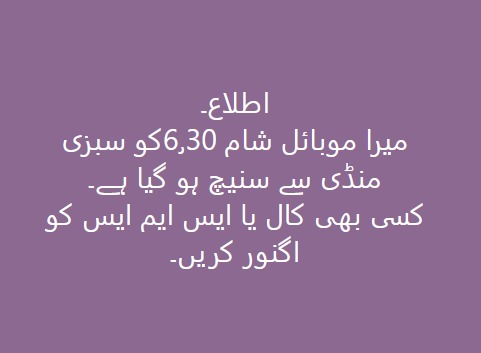 اطلاع۔
میرا موبائل شام 6٫30کو سبزی
منڈی سے سنیچ ہو گیا ہے۔
کسی بھی کال یا ایس ایم ایس کو
اگنور کریں۔